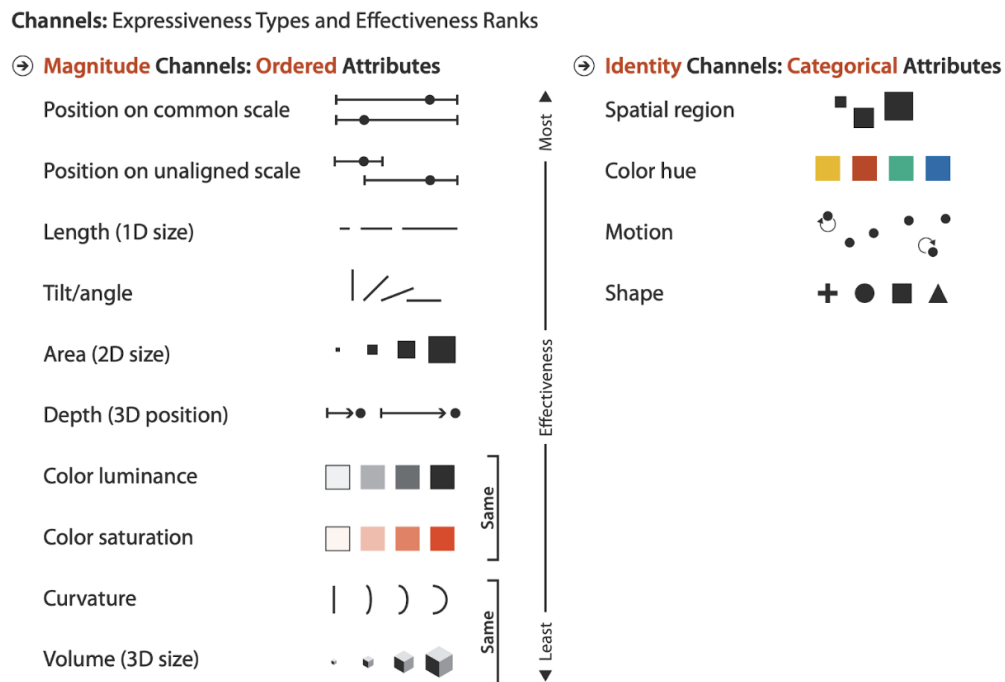 Channels: Expressiveness Types and Effectiveness Ranks
Magnitude Channels: Ordered Attributes
Position on common scale
Position on unaligned scale
Length (1D size)
Tilt/angle
Area (2D size)
Depth (3D position)
Color luminance
Color saturation
Curvature
Volume (3D size)
Same
Same
Most
Effectiveness
Least
Identity Channels: Categorical Attributes
Spatial region
Color hue
Motion
Shape